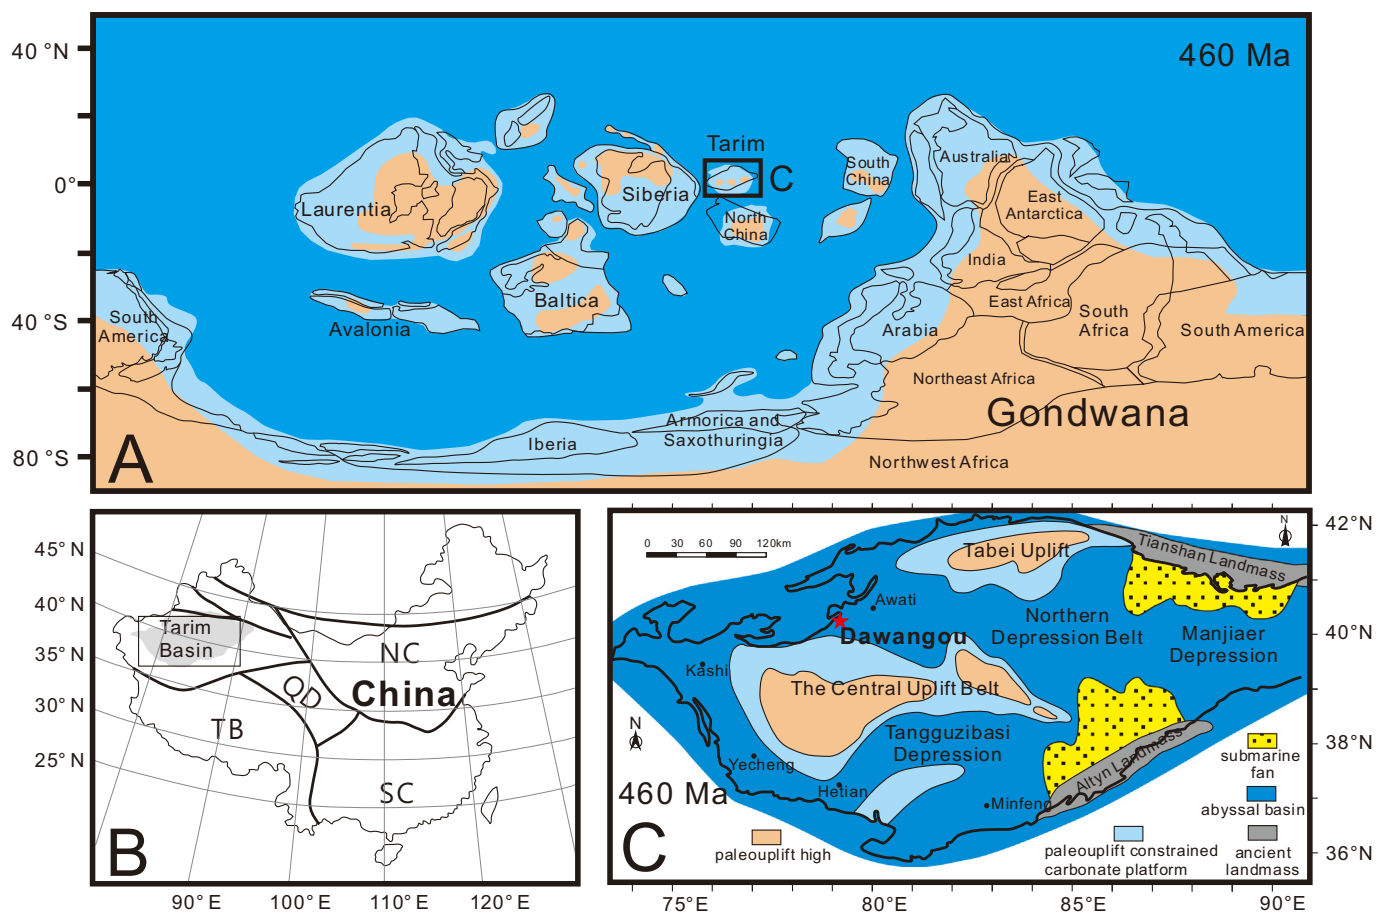 40 °N
0°
40 °S
80 °S
460 Ma
Tarim
C
Laurentia
Siberia
North
China
South
China
Australia
East
Antarctica
India
East Africa
South
Africa
South America
Arabia
Northeast Africa
Gondwana
Northwest Africa
Baltica
Avalonia
South
America
Armorica and
Saxothuringia
Iberia
A
45° N
40° N
35° N
30° N
25° N
Tarim
Basin
NC
QD
China
TB
SC
B
90° E
100° E
110° E
120° E
0
30
60
90
120km
N
Tabei Uplift
Tianshan Landmass
Awati
Dawangou
Northern
Depression Belt
Manjiaer
Depression
Kashi
The Central Uplift Belt
Tangguzibasi
Depression
N
Yecheng
Hetian
Minfeng
Altyn Landmass
460 Ma
C
paleouplift high
paleouplift constrained
carbonate platform
submarine
fan
abyssal basin
ancient
landmass
42°N
40°N
38°N
36°N
75°E
80°E
85°E
90°E